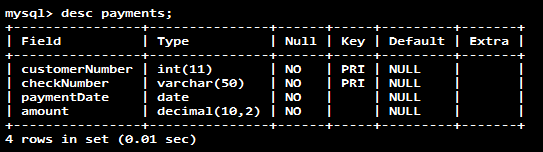 mysql> desc payments;
+----------------+---------------+------+-----+---------+-------+
| Field          | Type          | Null | Key | Default | Extra |
+----------------+---------------+------+-----+---------+-------+
| customerNumber | int(11)       | NO   | PRI | NULL    |       |
| checkNumber    | varchar(50)   | NO   | PRI | NULL    |       |
| paymentDate    | date          | NO   |     | NULL    |       |
| amount         | decimal(10,2) | NO   |     | NULL    |       |
+----------------+---------------+------+-----+---------+-------+
4 rows in set (0.01 sec)